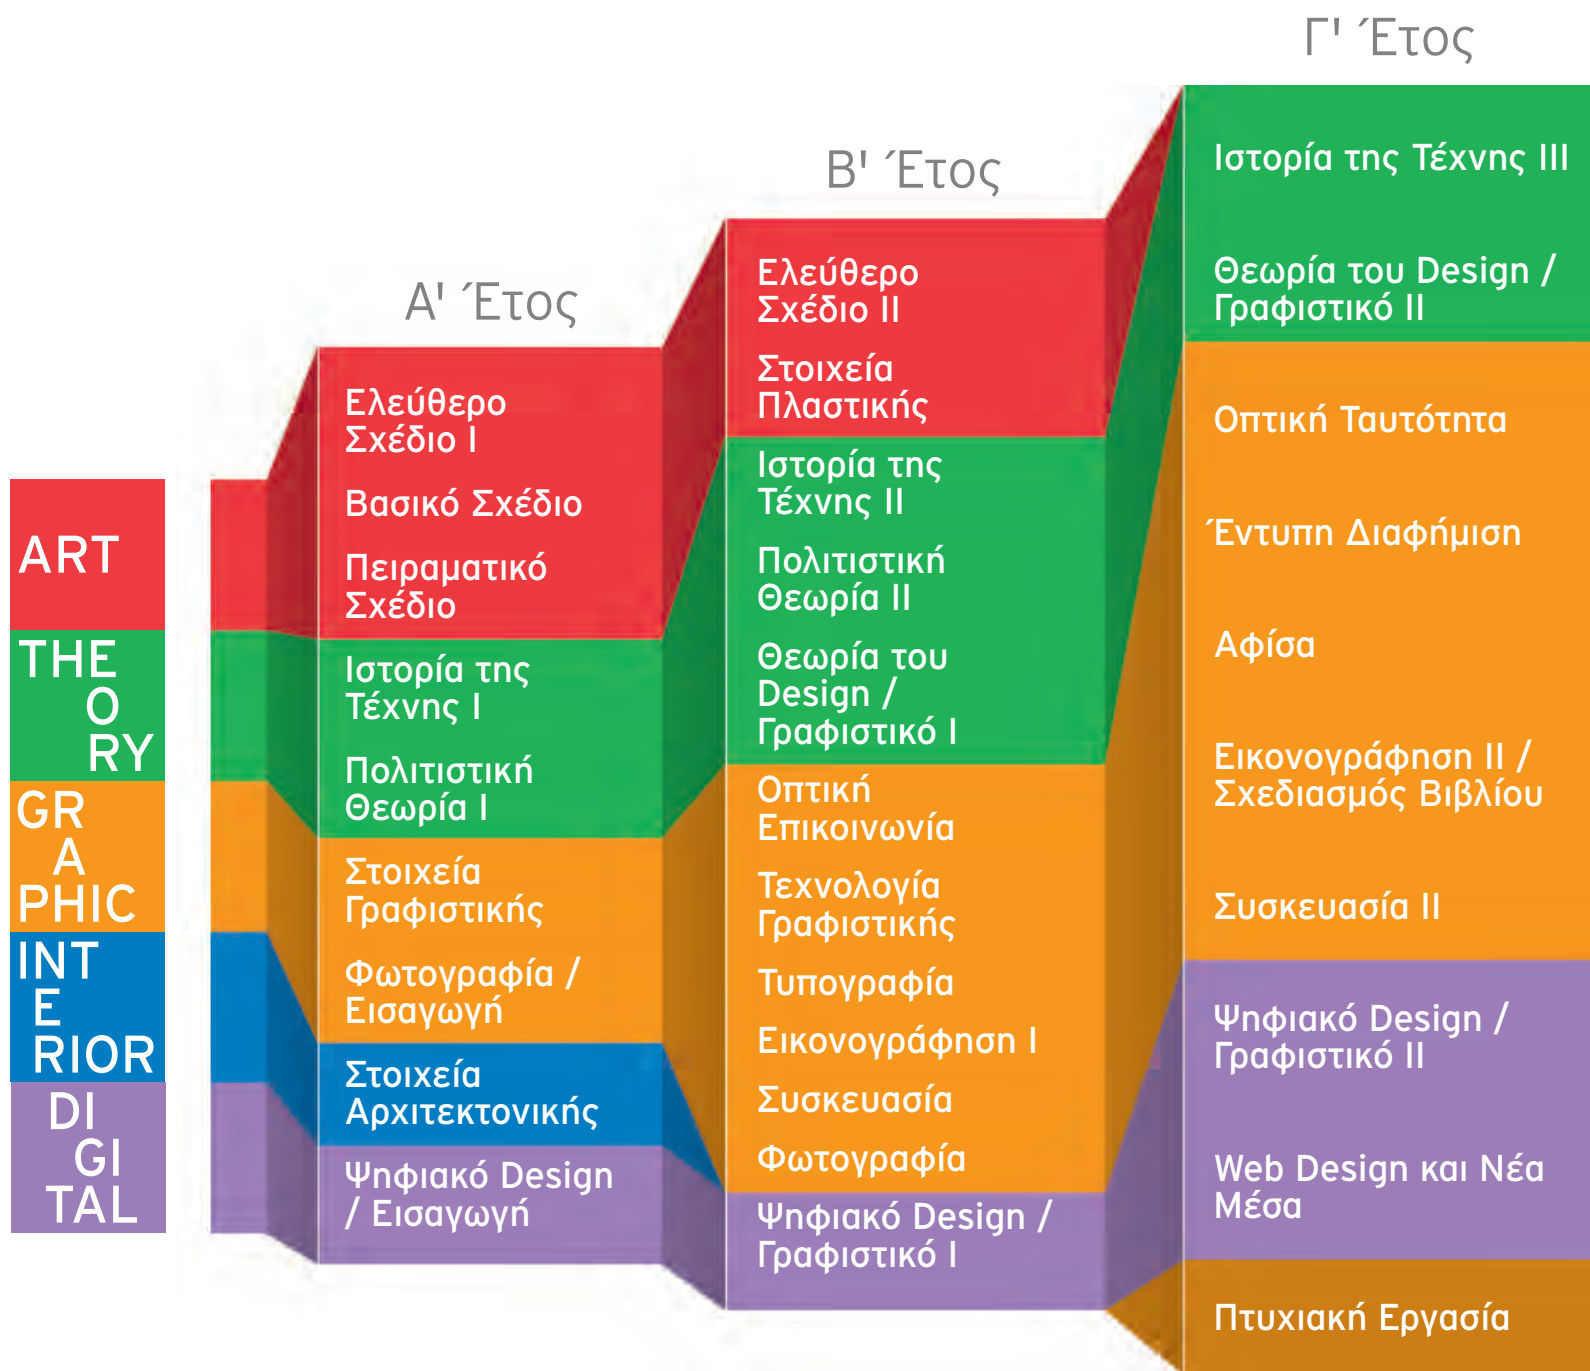 ART
THE
O
RY
GR
A
PHIC
INT
E
RIOR
DI
GI
TAL
Α' Έτος
Ελεύθερο
Σχέδιο Ι
Βασικό Σχέδιο
Πειραματικό
Σχέδιο
Ιστορία της
Τέχνης Ι
Πολιτιστική
Θεωρία Ι
Στοιχεία
Γραφιστικής
Φωτογραφία /
Εισαγωγή
Στοιχεία
Αρχιτεκτονικής
Ψηφιακό Design
/ Εισαγωγή
Β' Έτος
Ελεύθερο
Σχέδιο ΙΙ
Στοιχεία
Πλαστικής
Ιστορία της
Τέχνης ΙΙ
Πολιτιστική
Θεωρία ΙΙ
Θεωρία του
Design /
Γραφιστικό Ι
Οπτική
Επικοινωνία
Τεχνολογία
Γραφιστικής
Τυπογραφία
Εικονογράφηση Ι
Συσκευασία
Φωτογραφία
Ψηφιακό Design /
Γραφιστικό Ι
Γ' Έτος
Ιστορία της Τέχνης ΙΙΙ
Θεωρία του Design /
Γραφιστικό ΙΙ
Οπτική Ταυτότητα
Έντυπη Διαφήμιση
Αφίσα
Εικονογράφηση ΙΙ /
Σχεδιασμός Βιβλίου
Συσκευασία ΙΙ
Ψηφιακό Design /
Γραφιστικό ΙΙ
Web Design και Νέα
Μέσα
Πτυχιακή Εργασία